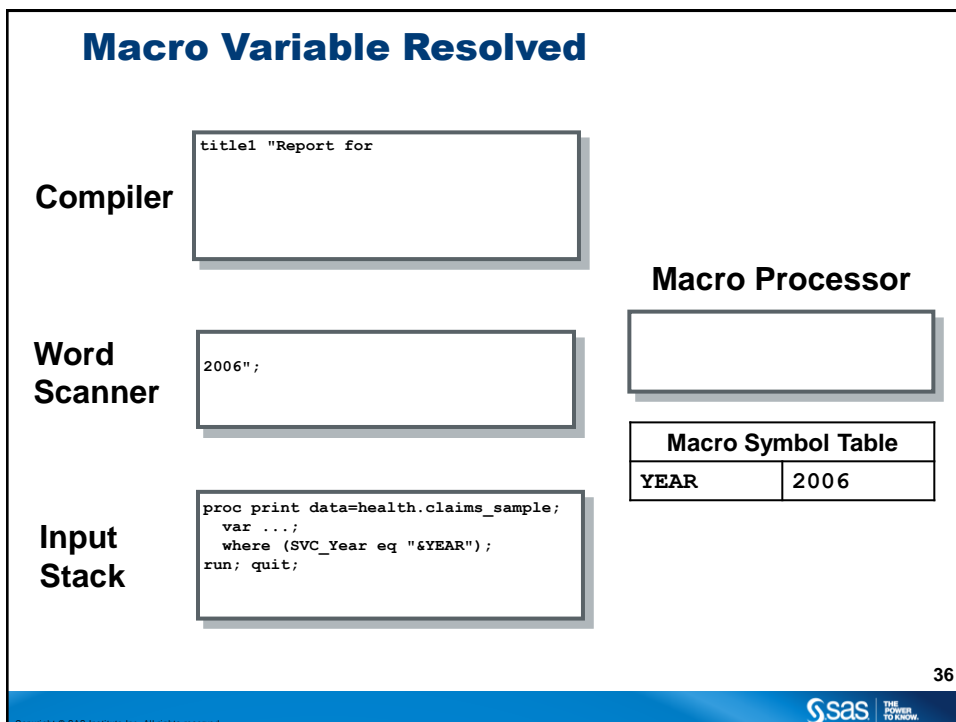 Macro Variable Resolved
Compiler
title1 "Report for
Macro Processor
Word
Scanner
2006";
Macro Symbol Table
YEAR 2006
Input
Stack
proc print data=health.claims_sample;
  var ...;
  where (SVC_Year eq "&YEAR");
run; quit;
36
sas THE POWER TO KNOW.